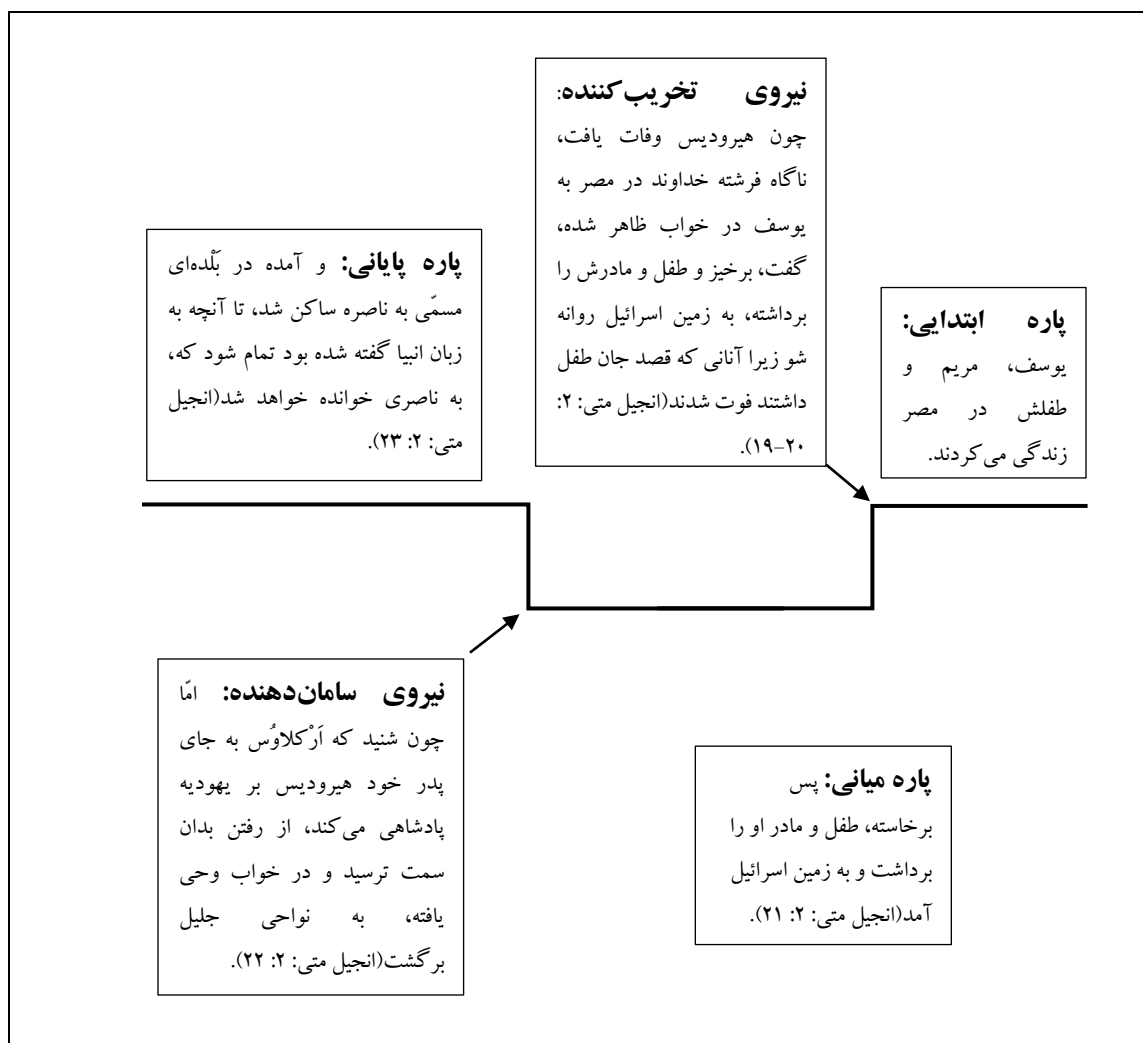 نیروی تخریب‌کننده:
چون هیرودیس وفات یافت،
ناگاه فرشته خداوند در مصر به
یوسف در خواب ظاهر شده،
گفت، برخیز و طفل و مادرش را
برداشته، به زمین اسرائیل روانه
شو زیرا آنانی که قصد جان طفل
داشتند فوت شدند(انجیل متی: ۲:
۲۰-۱۹).
پاره ابتدایی:
یوسف، مریم و
طفلش در مصر
زندگی می‌کردند.
پاره پایانی: و آمده در بَلْده‌ای
مسمّی به ناصره ساکن شد، تا آنچه به
زبان انبیا گفته شده بود تمام شود که،
به ناصری خوانده خواهد شد(انجیل
متی: ۲: ۲۳).
پاره میانی: پس
برخاسته، طفل و مادر او را
برداشت و به زمین اسرائیل
آمد(انجیل متی: ۲: ۲۱).
نیروی سامان‌دهنده: امّا
چون شنید که اَرْکلاوُس به جای
پدر خود هیرودیس بر یهودیه
پادشاهی می‌کند، از رفتن بدان
سمت ترسید و در خواب وحی
یافته، به نواحی جلیل
برگشت(انجیل متی: ۲: ۲۲).